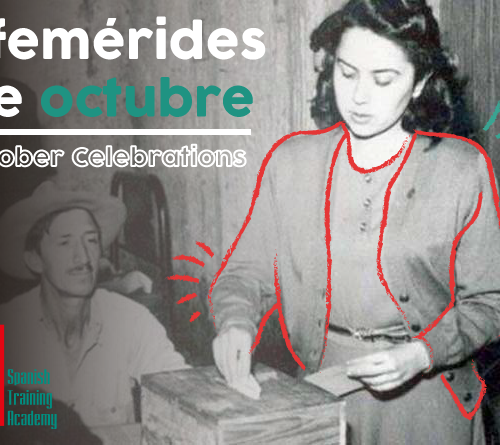 femérides
e octubre
ober Celebrations
Spanish
Training
Academy